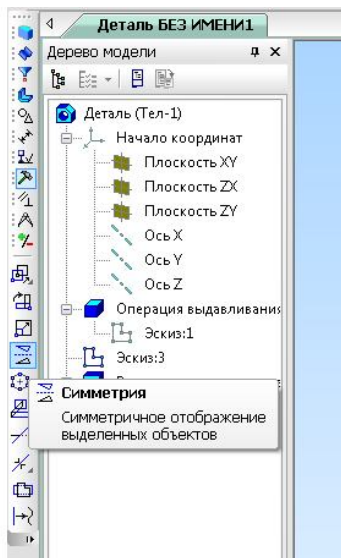 Деталь БЕЗ ИМЕНИ1
Дерево модели
Деталь (Тел-1)
Начало координат
Плоскость XY
Плоскость ZX
Плоскость ZY
Ось X
Ось Y
Ось Z
Операция выдавливания
Эскиз:1
Эскиз:3
Симметрия
Симметричное отображение
выделенных объектов